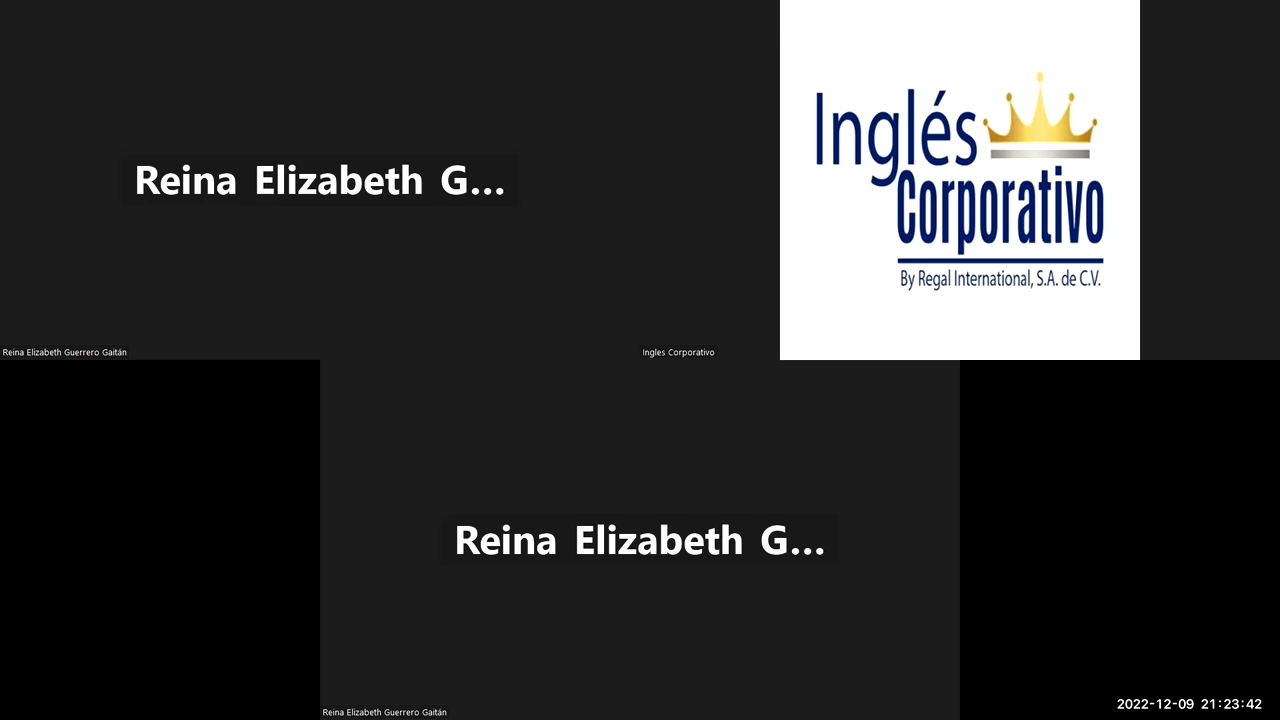 Reina Elizabeth G...
Reina Elizabeth Guerrero Gaitán
Inglés
Corporativo
By Regal International, S.A. de C.V.
Ingles Corporativo
Reina Elizabeth G...
Reina Elizabeth Guerrero Gaitán
2022-12-09 21:23:42